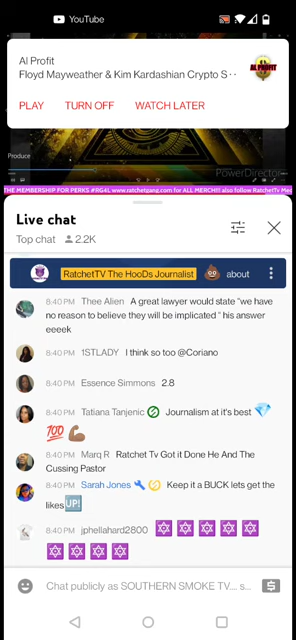 YouTube
Al Profit
Floyd Mayweather & Kim Kardashian Crypto S··
AL PROFIT
PLAY TURN OFF WATCH LATER
Produce
PowerDirector
THE MEMBERSHIP FOR PERKS #RG4L www.ratchetgang.com for ALL MERCH!!! also follow RatchetTv Med
Live chat
Top chat 2.2K
RatchetTV The HooDs Journalist 💩 about
8:40 PM Thee Alien A great lawyer would state "we have
no reason to believe they will be implicated " his answer
eeeek
8:40 PM 1STLADY I think so too @Coriano
8:40 PM Essence Simmons 2.8
8:40 PM Tatiana Tanjenic Journalism at it's best 💎
💯 💪🏽
8:40 PM Marq R Ratchet Tv Got it Done He And The
Cussing Pastor
8:40 PM Sarah Jones Keep it a BUCK lets get the
likes UP!
8:40 PM jphellahard2800 🔯 🔯 🔯 🔯 🔯
🔯 🔯 🔯 🔯
Chat publicly as SOUTHERN SMOKE TV... s...